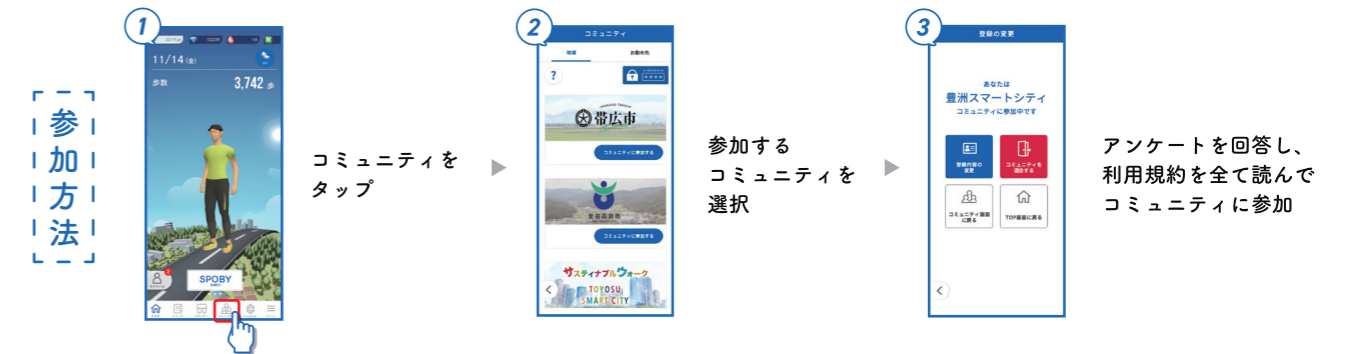 参加方法
1
11/14(金)
歩数
3,742 歩
SPOBY
コミュニティを
タップ
2
コミュニティ
地域
お勤め先
?
帯広市
コミュニティに参加する
安芸高田市
コミュニティに参加する
サスティナブルウォーク
TOYOSU
SMART CITY
参加する
コミュニティを
選択
3
登録の変更
あなたは
豊洲スマートシティ
コミュニティに参加中です
登録内容の
変更
コミュニティを
退会する
コミュニティ画面
に戻る
TOP画面に戻る
アンケートを回答し、
利用規約を全て読んで
コミュニティに参加